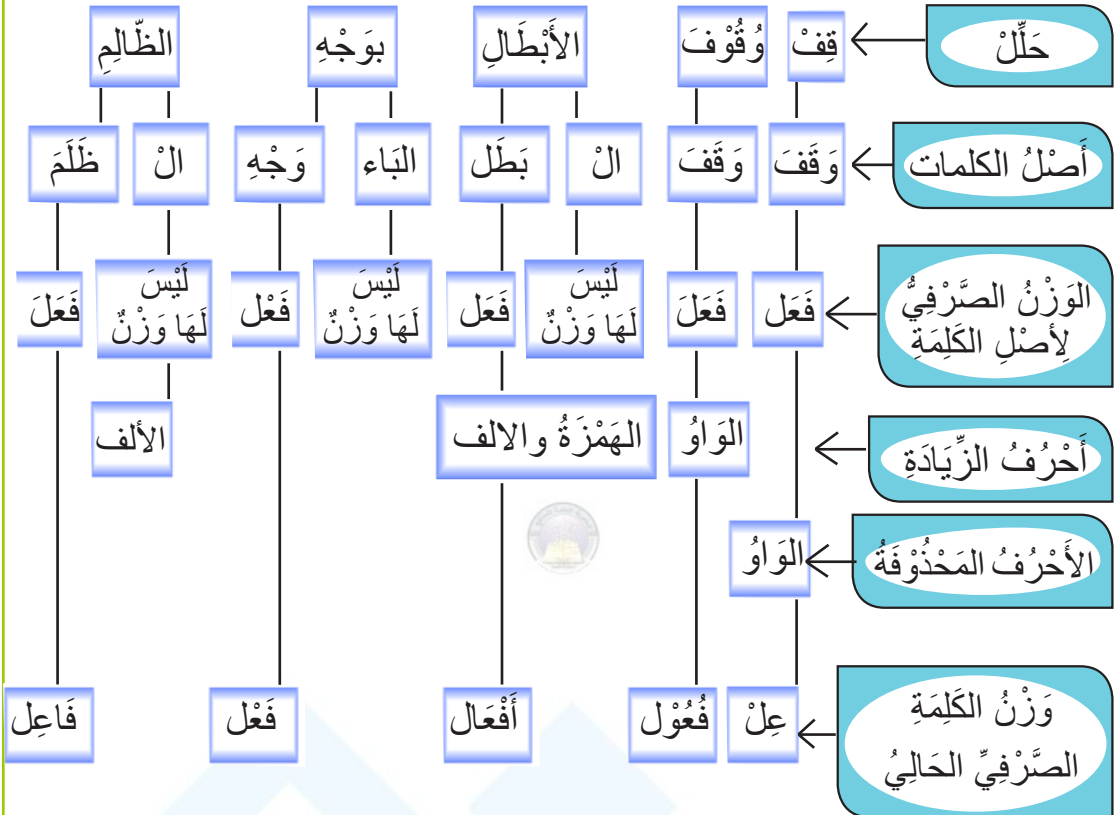 حَلِّلْ
قِفْ
وُقُوْفَ
الأَبْطَالِ
بوَجْهِ
الظّالِمِ
أَصْلُ الكلمات
وَقَفَ
وَقَفَ
الْ
بَطَل
البَاء
وَجْهِ
الْ
ظَلَمَ
الوَزْنُ الصَّرْفِيُّ
لِأصْلِ الكَلِمَةِ
فَعَل
فَعَلَ
لَيْسَ
لَهَا وَزْنٌ
فَعَل
لَيْسَ
لَهَا وَزْنٌ
فَعْل
لَيْسَ
لَهَا وَزْنٌ
فَعَلَ
أَحْرُفُ الزِّيَادَةِ
الوَاوُ
الهَمْزَةُ والالف
الألف
الأَحْرُفُ المَحْذُوْفَةُ
الوَاوُ
وَزْنُ الكَلِمَةِ
الصَّرْفِيِّ الحَالِيُ
عِلْ
فُعُوْل
أَفْعَال
فَعْل
فَاعِل